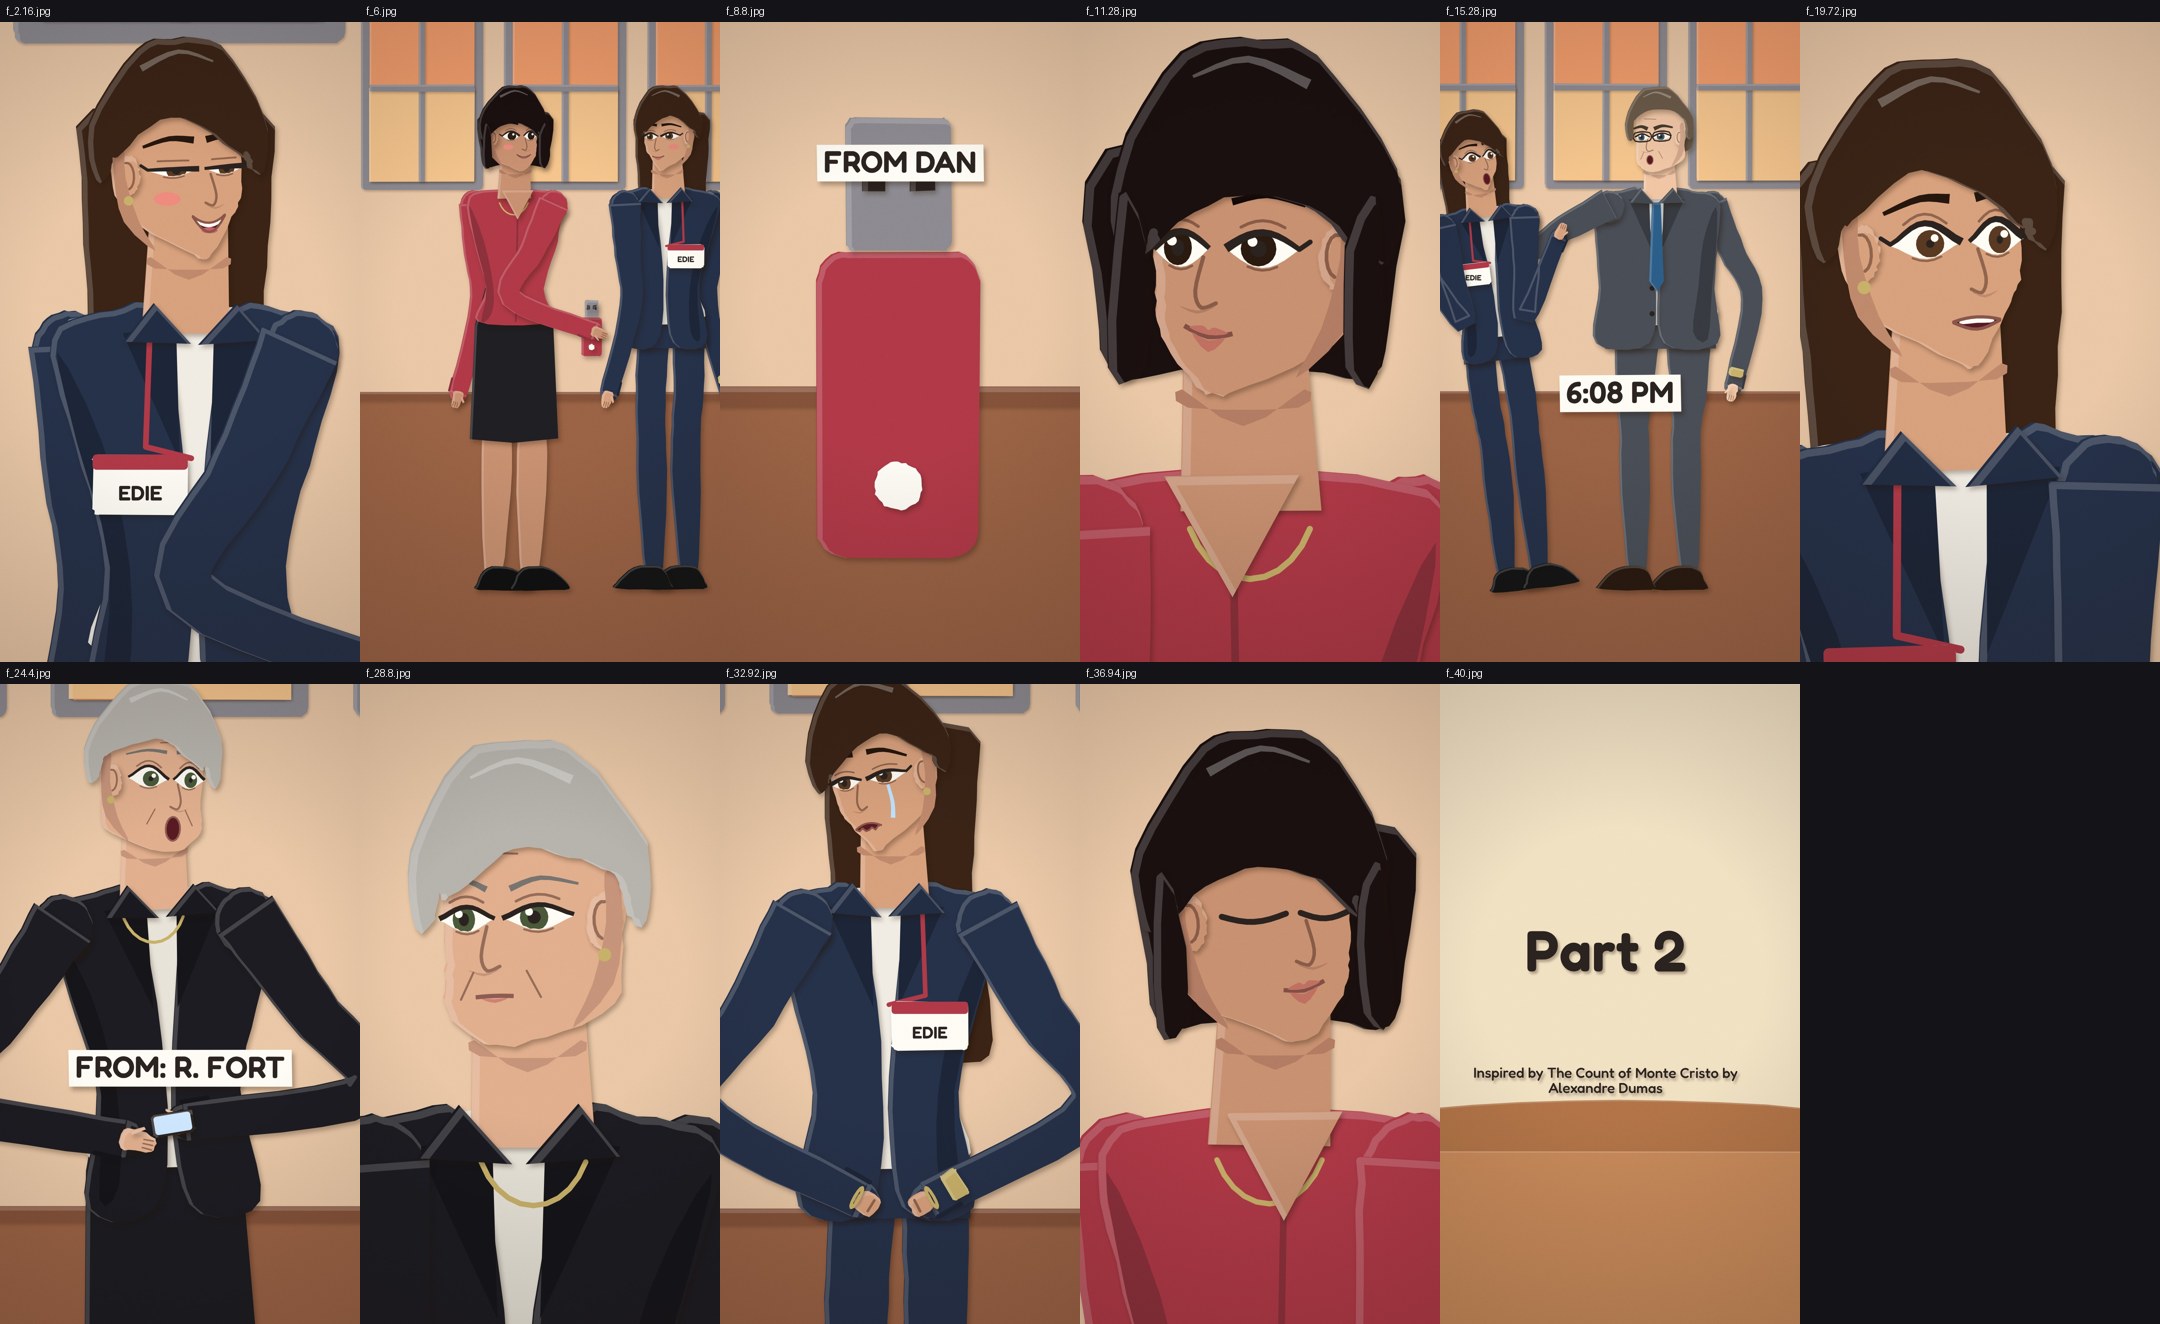 f_2.16.jpg
f_6.jpg
f_8.8.jpg
f_11.28.jpg
f_15.28.jpg
f_19.72.jpg
EDIE
EDIE
FROM DAN
EDIE
6:08 PM
f_24.4.jpg
f_28.8.jpg
f_32.92.jpg
f_36.94.jpg
f_40.jpg
FROM: R. FORT
EDIE
Part 2
Inspired by The Count of Monte Cristo by
Alexandre Dumas